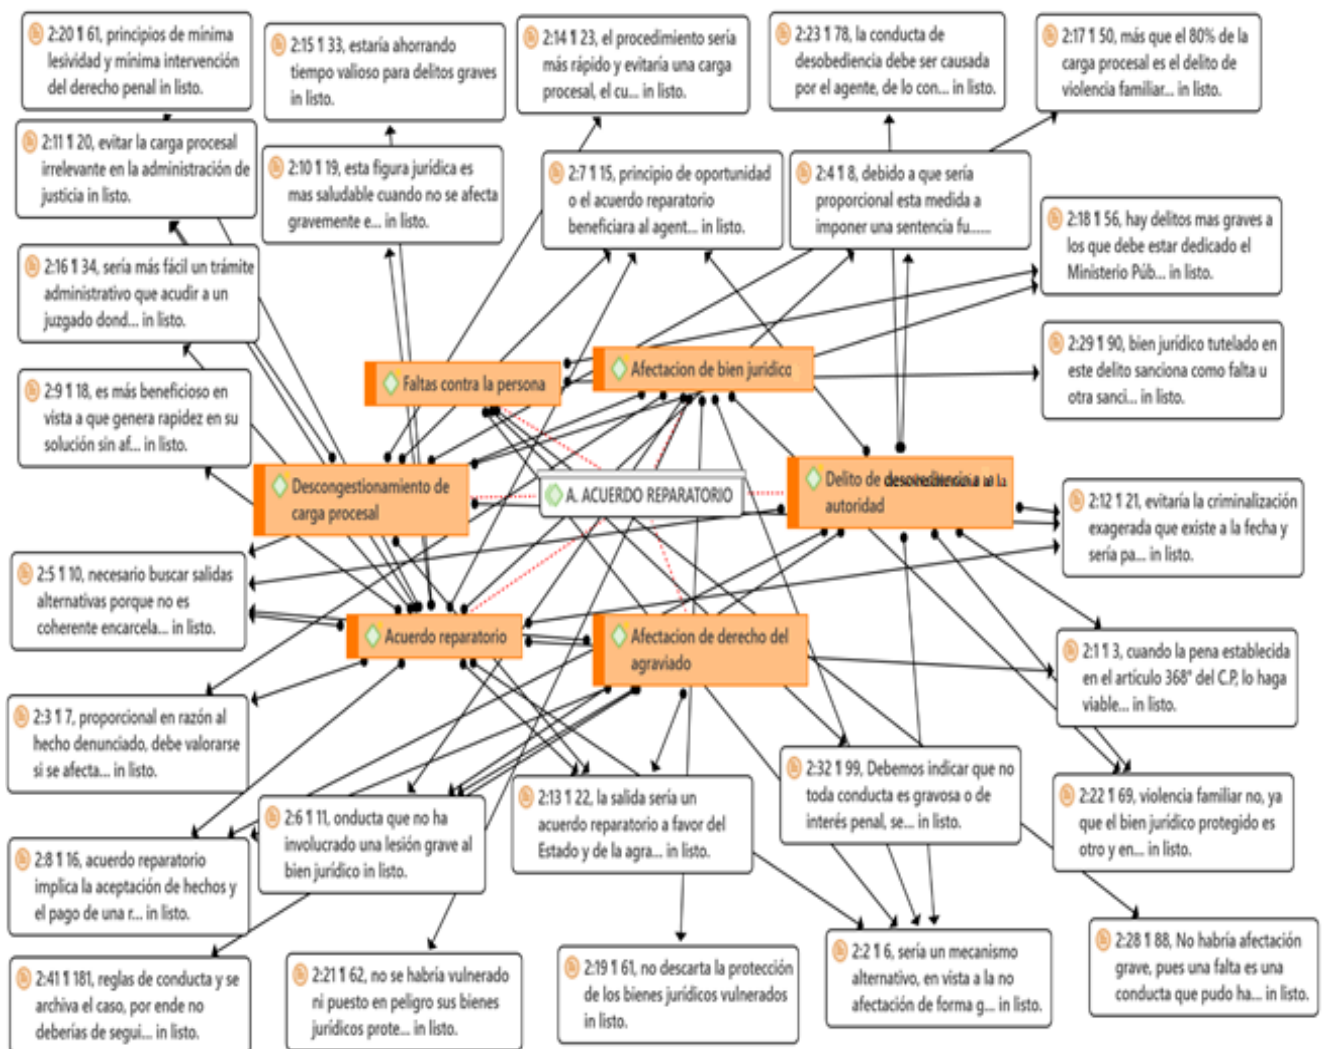 2:20 ¶ 61, principios de mínima
lesividad y mínima intervención
del derecho penal in listo.
2:15 ¶ 33, estaría ahorrando
tiempo valioso para delitos graves
in listo.
2:14 ¶ 23, el procedimiento sería
más rápido y evitaría una carga
procesal, el cu... in listo.
2:23 ¶ 78, la conducta de
desobediencia debe ser causada
por el agente, de lo con... in listo.
2:17 ¶ 50, más que el 80% de la
carga procesal es el delito de
violencia familiar... in listo.
2:11 ¶ 20, evitar la carga procesal
irrelevante en la administración de
justicia in listo.
2:10 ¶ 19, esta figura jurídica es
mas saludable cuando no se afecta
gravemente e... in listo.
2:7 ¶ 15, principio de oportunidad
o el acuerdo reparatorio
beneficiara al agent... in listo.
2:4 ¶ 8, debido a que sería
proporcional esta medida a
imponer una sentencia fu......
2:18 ¶ 56, hay delitos mas graves a
los que debe estar dedicado el
Ministerio Púb... in listo.
2:16 ¶ 34, seria más fácil un trámite
administrativo que acudir a un
juzgado dond... in listo.
2:29 ¶ 90, bien jurídico tutelado en
este delito sanciona como falta u
otra sanci... in listo.
2:9 ¶ 18, es más beneficioso en
vista a que genera rapidez en su
solución sin af... in listo.
Faltas contra la persona
Afectacion de bien juridico
Descongestionamiento de
carga procesal
A. ACUERDO REPARATORIO
Delito de a la
autoridad
2:12 ¶ 21, evitaría la criminalización
exagerada que existe a la fecha y
sería pa... in listo.
2:5 ¶ 10, necesario buscar salidas
alternativas porque no es
coherente encarcela... in listo.
Acuerdo reparatorio
Afectacion de derecho del
agraviado
2:1 ¶ 3, cuando la pena establecida
en el artículo 368° del C.P, lo haga
viable... in listo.
2:3 ¶ 7, proporcional en razón al
hecho denunciado, debe valorarse
si se afecta... in listo.
2:6 ¶ 11, onducta que no ha
involucrado una lesión grave al
bien jurídico in listo.
2:13 ¶ 22, la salida sería un
acuerdo reparatorio a favor del
Estado y de la agra... in listo.
2:32 ¶ 99, Debemos indicar que no
toda conducta es gravosa o de
interés penal, se... in listo.
2:22 ¶ 69, violencia familiar no, ya
que el bien jurídico protegido es
otro y en... in listo.
2:8 ¶ 16, acuerdo reparatorio
implica la aceptación de hechos y
el pago de una r... in listo.
2:41 ¶ 181, reglas de conducta y se
archiva el caso, por ende no
deberías de segui... in listo.
2:21 ¶ 62, no se habría vulnerado
ni puesto en peligro sus bienes
jurídicos prote... in listo.
2:19 ¶ 61, no descarta la protección
de los bienes jurídicos vulnerados
in listo.
2:2 ¶ 6, sería un mecanismo
alternativo, en vista a la no
afectación de forma g... in listo.
2:28 ¶ 88, No habría afectación
grave, pues una falta es una
conducta que pudo ha... in listo.